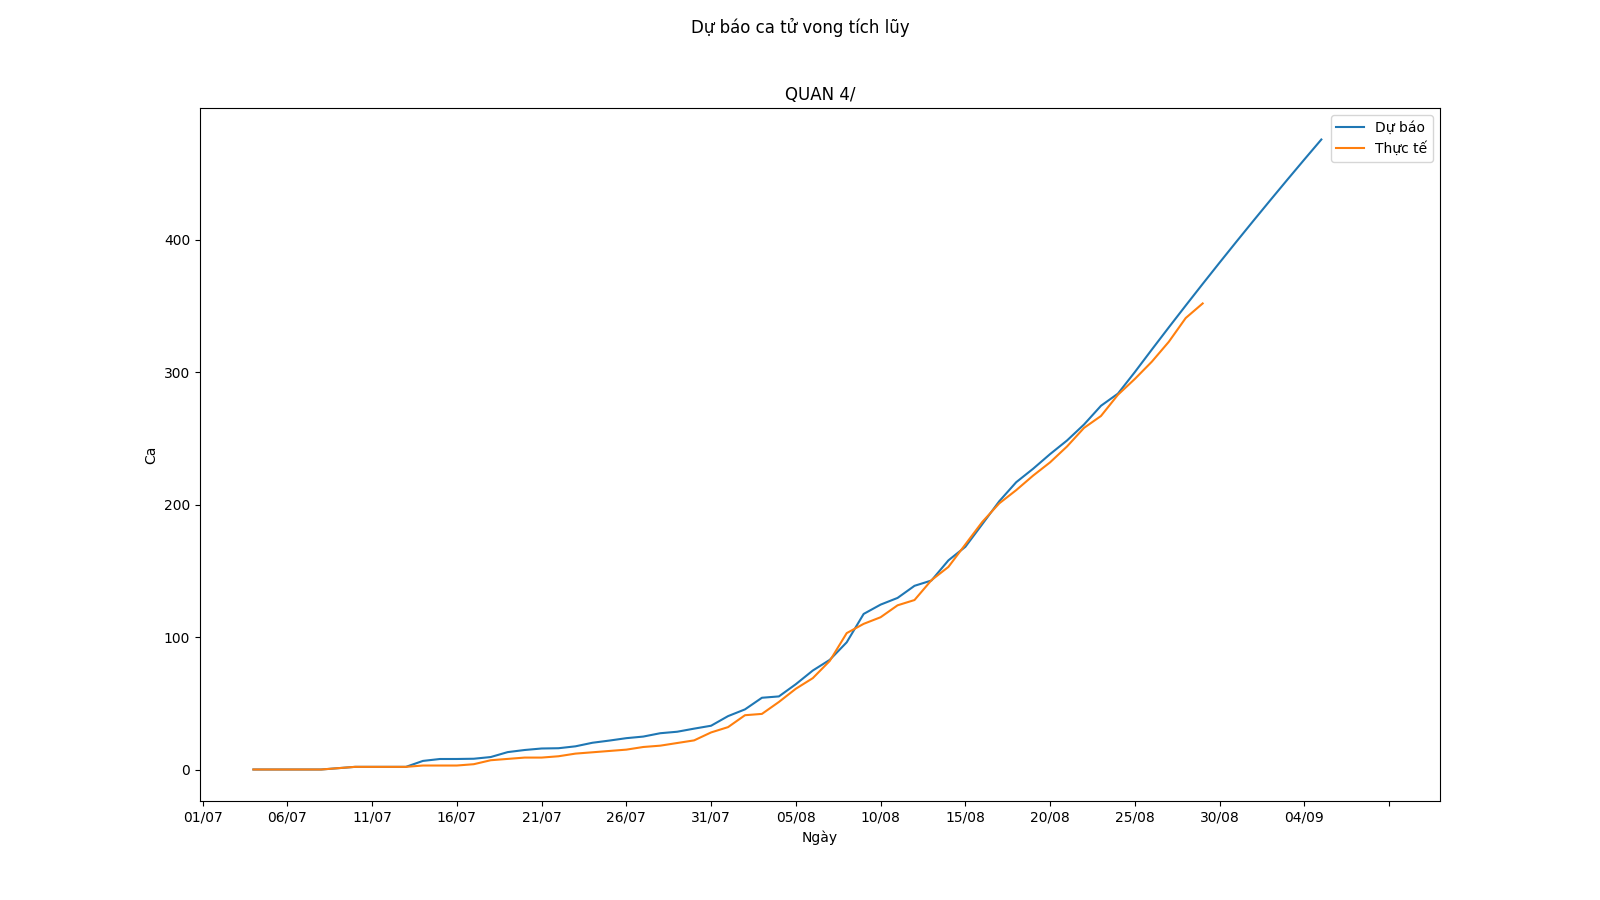 Dự báo ca tử vong tích lũy
QUAN 4/
Dự báo
Thực tế
400
300
200
100
0
Ca
01/07 06/07 11/07 16/07 21/07 26/07 31/07 05/08 10/08 15/08 20/08 25/08 30/08 04/09
Ngày